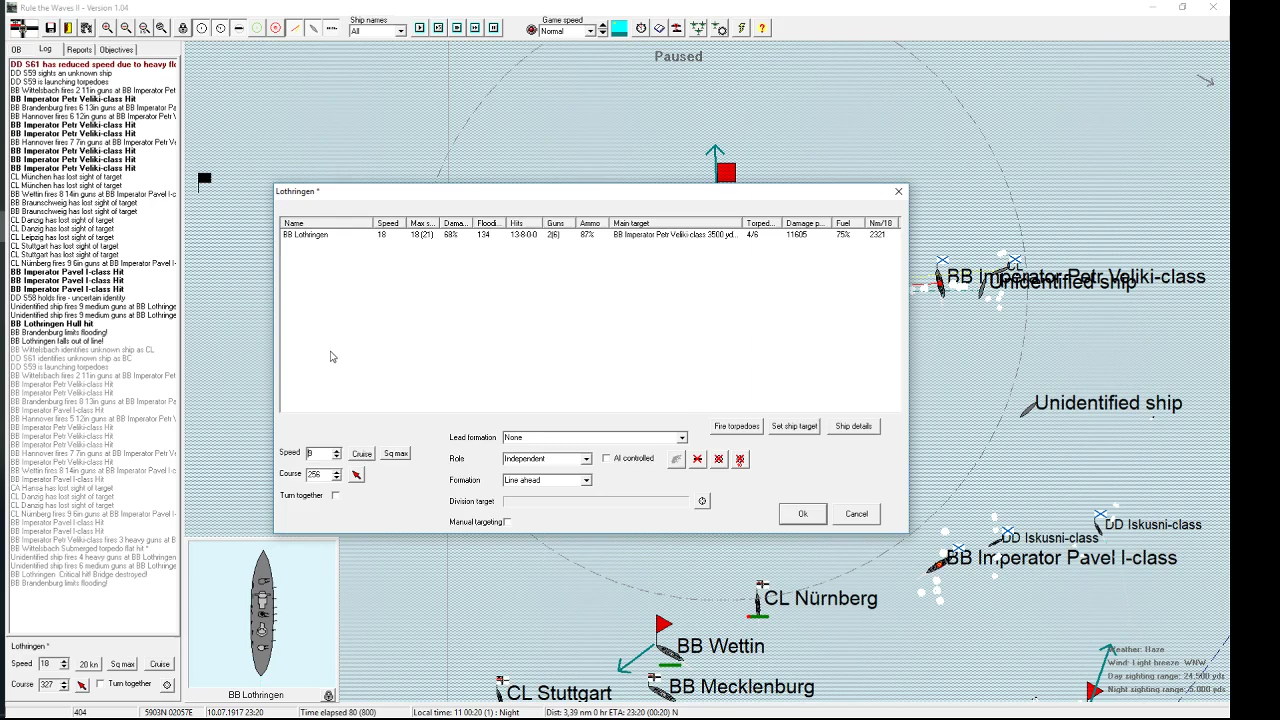 Rule the Waves II - Version 1.04
Ship names
All
Game speed
Normal
OB Log Reports Objectives
DD S61 has reduced speed due to heavy flo
DD S59 sights an unknown ship
DD S59 is launching torpedoes
BB Wittelsbach fires 2 11in guns at BB Imperator Pet
BB Imperator Petr Veliki-class Hit
BB Brandenburg fires 6 13in guns at BB Imperator Pa
BB Hannover fires 6 12in guns at BB Imperator Petr V
BB Imperator Petr Veliki-class Hit
BB Imperator Petr Veliki-class Hit
BB Hannover fires 7 7in guns at BB Imperator Petr Ve
BB Imperator Petr Veliki-class Hit
BB Imperator Petr Veliki-class Hit
BB Imperator Petr Veliki-class Hit
CL München has lost sight of target
CL München has lost sight of target
BB Wettin fires 8 14in guns at BB Imperator Pavel I-cl
BB Braunschweig has lost sight of target
BB Braunschweig has lost sight of target
CL Danzig has lost sight of target
CL Danzig has lost sight of target
CL Leipzig has lost sight of target
CL Stuttgart has lost sight of target
CL Stuttgart has lost sight of target
CL Nürnberg fires 9 6in guns at BB Imperator Pavel I-
BB Imperator Pavel I-class Hit
BB Imperator Pavel I-class Hit
BB Imperator Pavel I-class Hit
DD S58 holds fire - uncertain identity
Unidentified ship fires 9 medium guns at BB Lothringe
Unidentified ship fires 9 medium guns at BB Lothringe
BB Lothringen Hull hit
BB Brandenburg limits flooding!
BB Lothringen falls out of line!
BB Wittelsbach identifies unknown ship as CL
DD S61 identifies unknown ship as BC
DD S59 is launching torpedoes
BB Wittelsbach fires 2 11in guns at BB Imperator Pet
BB Imperator Petr Veliki-class Hit
BB Imperator Petr Veliki-class Hit
BB Brandenburg fires 8 13in guns at BB Imperator Pa
BB Imperator Pavel I-class Hit
BB Hannover fires 5 12in guns at BB Imperator Petr V
BB Imperator Petr Veliki-class Hit
BB Imperator Petr Veliki-class Hit
BB Imperator Petr Veliki-class Hit
BB Hannover fires 7 7in guns at BB Imperator Petr Ve
BB Imperator Petr Veliki-class Hit
BB Wettin fires 8 14in guns at BB Imperator Pavel I-cl
BB Imperator Pavel I-class Hit
CA Hansa has lost sight of target
CL Danzig has lost sight of target
CL Danzig has lost sight of target
CL Nürnberg fires 9 6in guns at BB Imperator Pavel I-
BB Imperator Pavel I-class Hit
BB Imperator Pavel I-class Hit
BB Imperator Petr Veliki-class fires 3 heavy guns at B
BB Wittelsbach Submerged torpedo flat hit *
Unidentified ship fires 4 heavy guns at BB Lothringen
Unidentified ship fires 6 medium guns at BB Lothringe
BB Lothringen Critical hit! Bridge destroyed!
BB Brandenburg limits flooding!
Lothringen *
Speed 18 20 kn Sq max Cruise
Course 327 Turn together
BB Lothringen
Paused
Lothringen *
Name Speed Max s... Dama... Floodi... Hits Guns Ammo Main target Torped... Damage p... Fuel Nm/18
BB Lothringen 18 18 (21) 68% 134 13-8-0-0 2(6) 87% BB Imperator Petr Veliki-class 3500 yd... 4/6 11605 75% 2321
Fire torpedoes Set ship target Ship details
Lead formation None
Speed 8 Cruise Sq max
Role Independent AI controlled
Course 256
Formation Line ahead
Turn together
Division target
Manual targeting
Ok Cancel
BB Imperator Petr Veliki-class
Unidentified ship
Unidentified ship
DD Iskusni-class
DD Iskusni-class
BB Imperator Pavel I-class
CL Nürnberg
BB Wettin
BB Mecklenburg
CL Stuttgart
Weather: Haze
Wind: Light breeze WNW
Day sighting range: 24,500 yds
Night sighting range: 5,000 yds
404 5903N 02057E 10.07.1917 23:20 Time elapsed 80 (800) Local time: 11 00:20 (1) : Night Dist: 3,39 nm 0 hr ETA: 23:20 (00:20) N